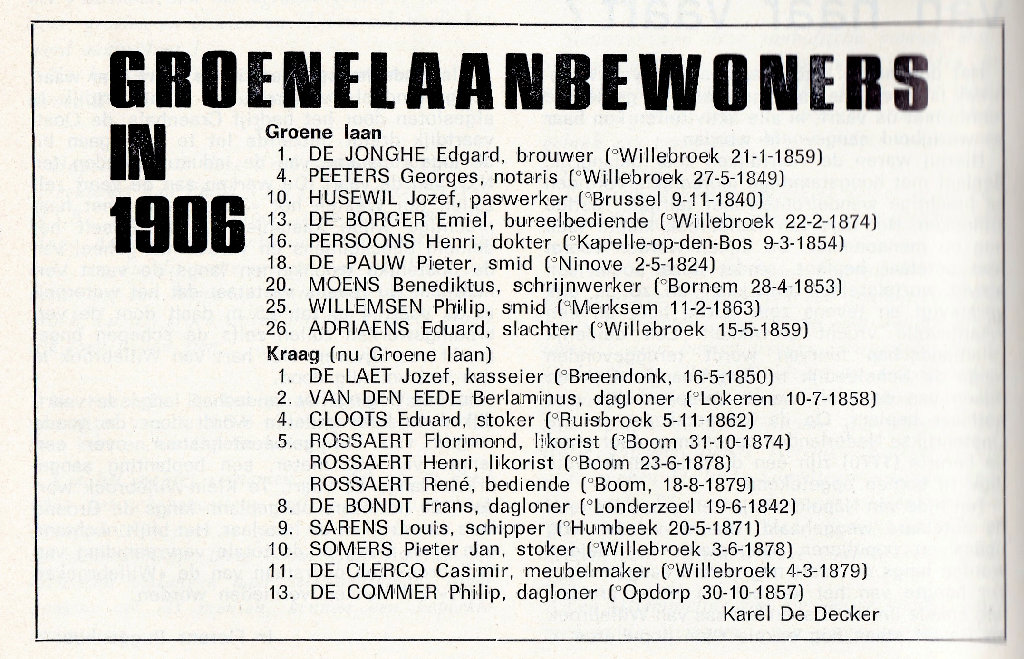 GROENELAANBEWONERS
IN
1906
Groene laan
1. DE JONGHE Edgard, brouwer (°Willebroek 21-1-1859)
4. PEETERS Georges, notaris (°Willebroek 27-5-1849)
10. HUSEWIL Jozef, paswerker (°Brussel 9-11-1840)
13. DE BORGER Emiel, bureelbediende (°Willebroek 22-2-1874)
16. PERSOONS Henri, dokter (°Kapelle-op-den-Bos 9-3-1854)
18. DE PAUW Pieter, smid (°Ninove 2-5-1824)
20. MOENS Benediktus, schrijnwerker (°Bornem 28-4-1853)
25. WILLEMSEN Philip, smid (°Merksem 11-2-1863)
26. ADRIAENS Eduard, slachter (°Willebroek 15-5-1859)
Kraag (nu Groene laan)
1. DE LAET Jozef, kasseier (°Breendonk, 16-5-1850)
2. VAN DEN EEDE Berlaminus, dagloner (°Lokeren 10-7-1858)
4. CLOOTS Eduard, stoker (°Ruisbroek 5-11-1862)
5. ROSSAERT Florimond, likorist (°Boom 31-10-1874)
ROSSAERT Henri, likorist (°Boom 23-6-1878)
ROSSAERT René, bediende (°Boom, 18-8-1879)
8. DE BONDT Frans, dagloner (°Londerzeel 19-6-1842)
9. SARENS Louis, schipper (°Humbeek 20-5-1871)
10. SOMERS Pieter Jan, stoker (°Willebroek 3-6-1878)
11. DE CLERCQ Casimir, meubelmaker (°Willebroek 4-3-1879)
13. DE COMMER Philip, dagloner (°Opdorp 30-10-1857)
Karel De Decker